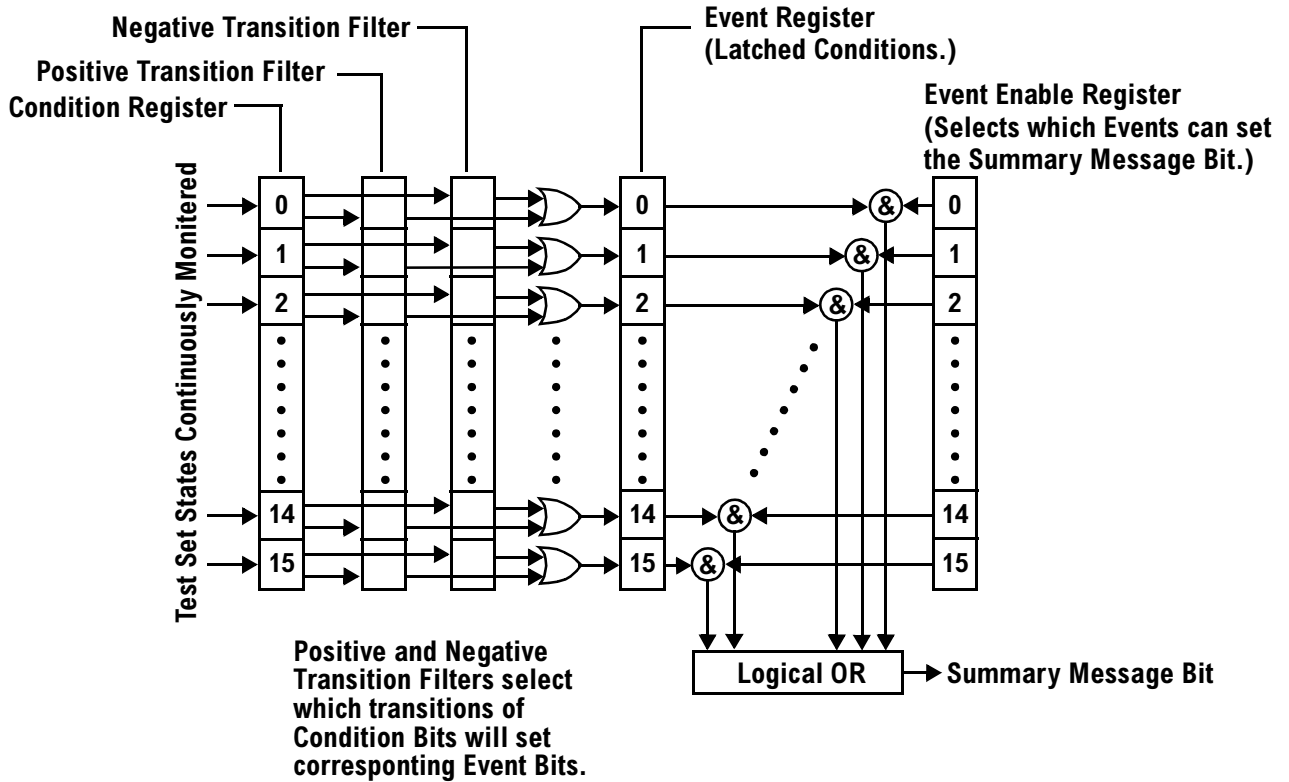 Negative Transition Filter
Positive Transition Filter
Condition Register
Event Register
(Latched Conditions.)
Event Enable Register
(Selects which Events can set
the Summary Message Bit.)
Test Set States Continuously Monitered
0 0 & 0
1 1 & 1
2 2 & 2
14 14 & 14
15 15 & 15
Logical OR
Summary Message Bit
Positive and Negative
Transition Filters select
which transitions of
Condition Bits will set
corresponting Event Bits.